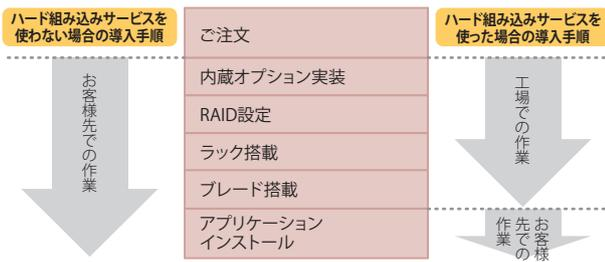 ハード組み込みサービスを
使わない場合の導入手順
お客様先での作業
ご注文
内蔵オプション実装
RAID設定
ラック搭載
ブレード搭載
アプリケーション
インストール
ハード組み込みサービスを
使った場合の導入手順
工場での作業
お客様
先での
作業